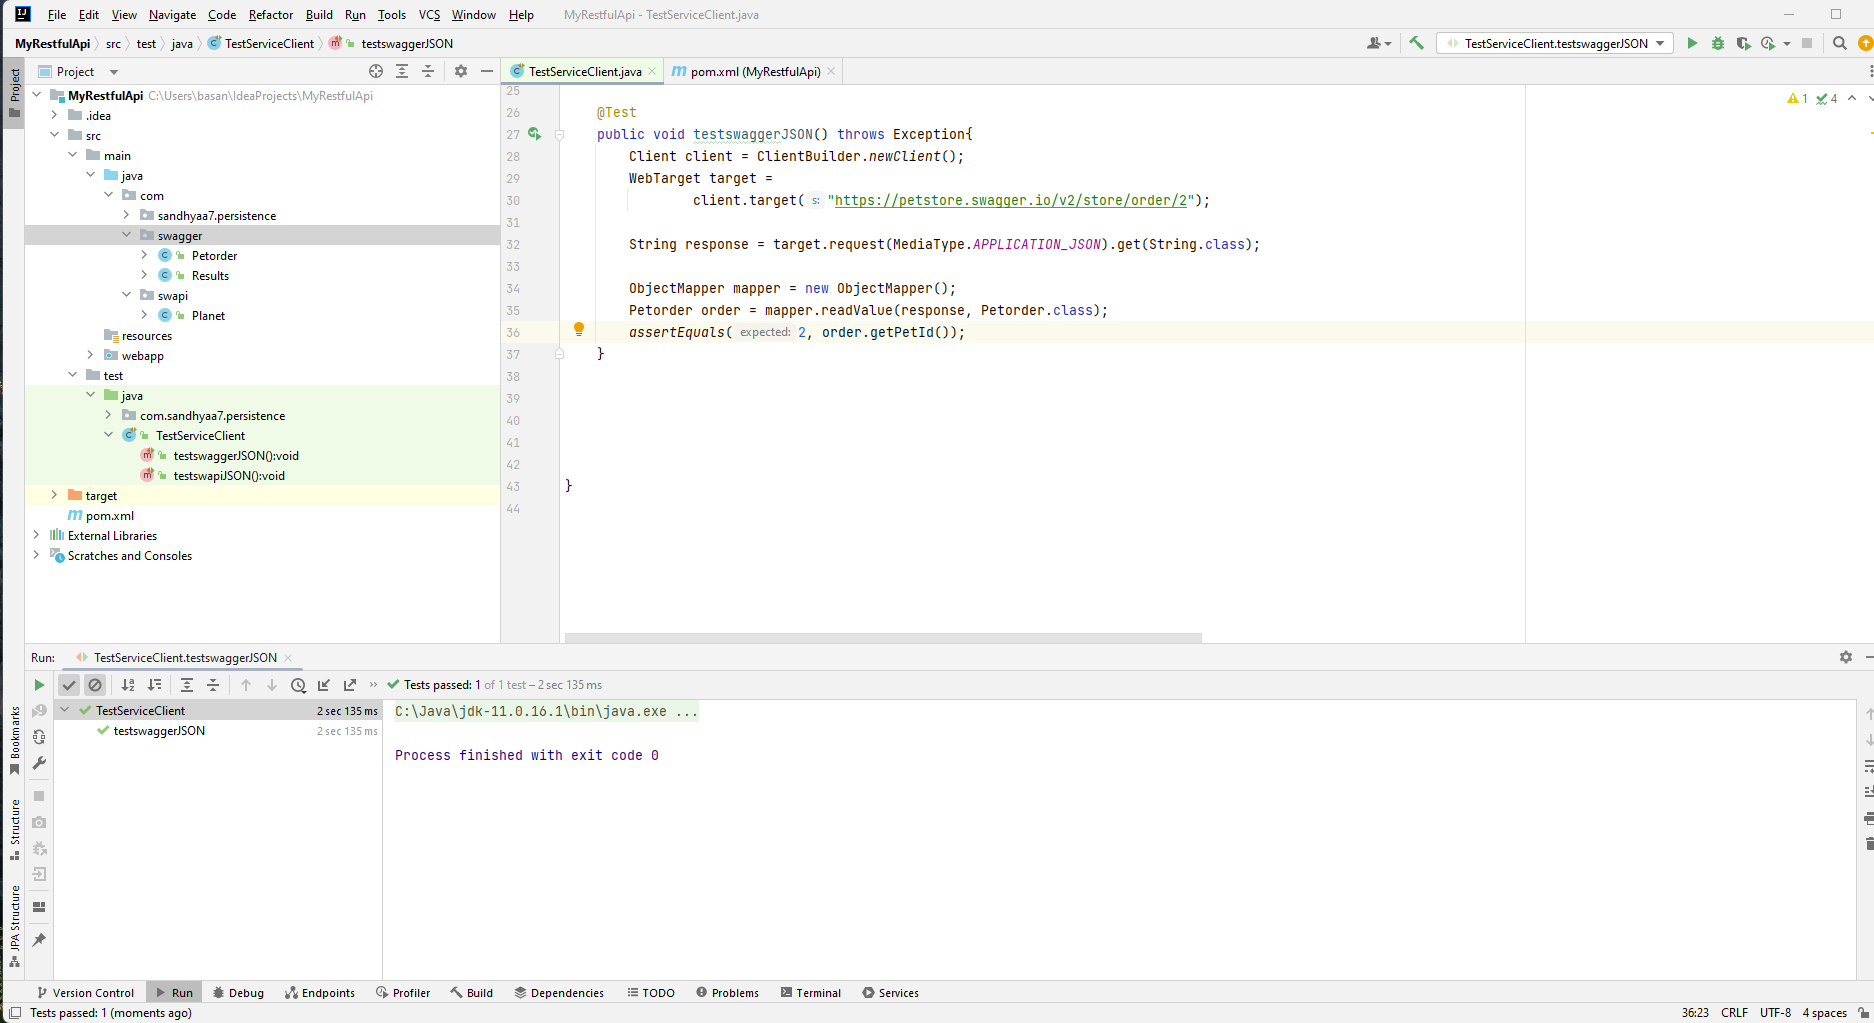 File Edit View Navigate Code Refactor Build Run Tools VCS Window Help MyRestfulApi - TestServiceClient.java
MyRestfulApi src test java TestServiceClient testswaggerJSON
TestServiceClient.testswaggerJSON
Project
Project
TestServiceClient.java
pom.xml (MyRestfulApi)
MyRestfulApi C:\Users\basan\IdeaProjects\MyRestfulApi
.idea
src
main
java
com
sandhyaa7.persistence
swagger
Petorder
Results
swapi
Planet
resources
webapp
test
java
com.sandhyaa7.persistence
TestServiceClient
testswaggerJSON():void
testswapiJSON():void
target
pom.xml
External Libraries
Scratches and Consoles
1 4
25
26 @Test
27 public void testswaggerJSON() throws Exception{
28 Client client = ClientBuilder.newClient();
29 WebTarget target =
30 client.target( s: "https://petstore.swagger.io/v2/store/order/2");
31
32 String response = target.request(MediaType.APPLICATION_JSON).get(String.class);
33
34 ObjectMapper mapper = new ObjectMapper();
35 Petorder order = mapper.readValue(response, Petorder.class);
36 assertEquals( expected: 2, order.getPetId());
37 }
38
39
40
41
42
43 }
44
Run: TestServiceClient.testswaggerJSON
Tests passed: 1 of 1 test – 2 sec 135 ms
TestServiceClient 2 sec 135 ms
testswaggerJSON 2 sec 135 ms
C:\Java\jdk-11.0.16.1\bin\java.exe ...
Process finished with exit code 0
Bookmarks
Structure
JPA Structure
Version Control Run Debug Endpoints Profiler Build Dependencies TODO Problems Terminal Services
Tests passed: 1 (moments ago)
36:23 CRLF UTF-8 4 spaces